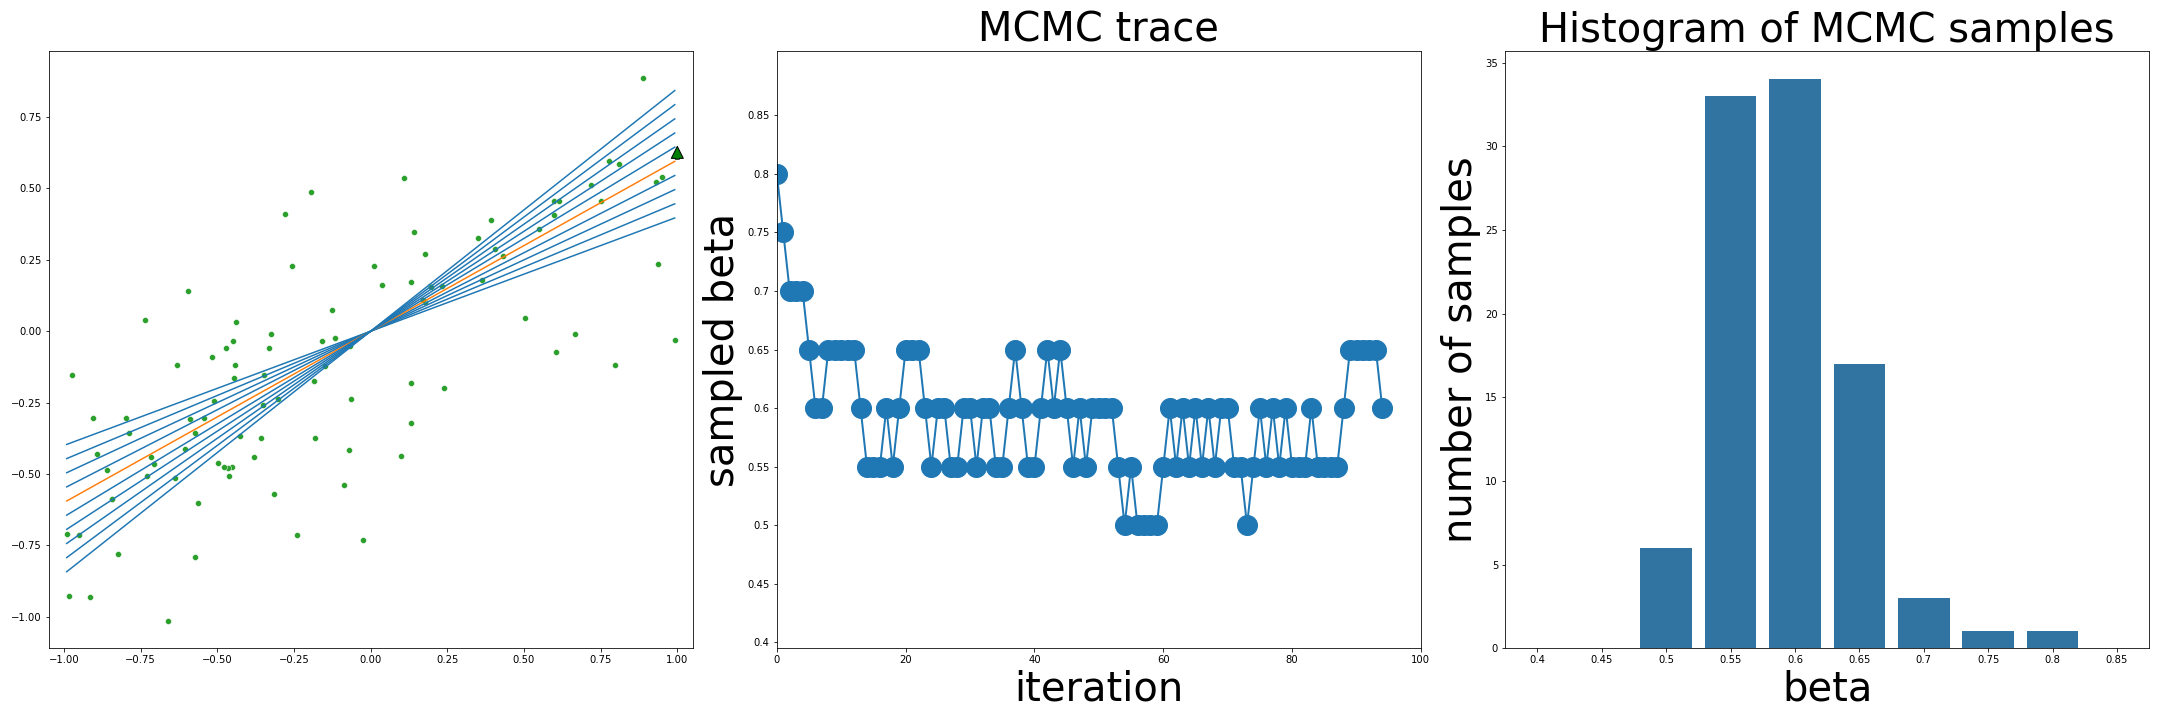 MCMC trace
Histogram of MCMC samples
0.75
0.50
0.25
0.00
−0.25
−0.50
−0.75
−1.00
−1.00 −0.75 −0.50 −0.25 0.00 0.25 0.50 0.75 1.00
sampled beta
0.85
0.8
0.75
0.7
0.65
0.6
0.55
0.5
0.45
0.4
0 20 40 60 80 100
iteration
number of samples
35
30
25
20
15
10
5
0
0.4 0.45 0.5 0.55 0.6 0.65 0.7 0.75 0.8 0.85
beta